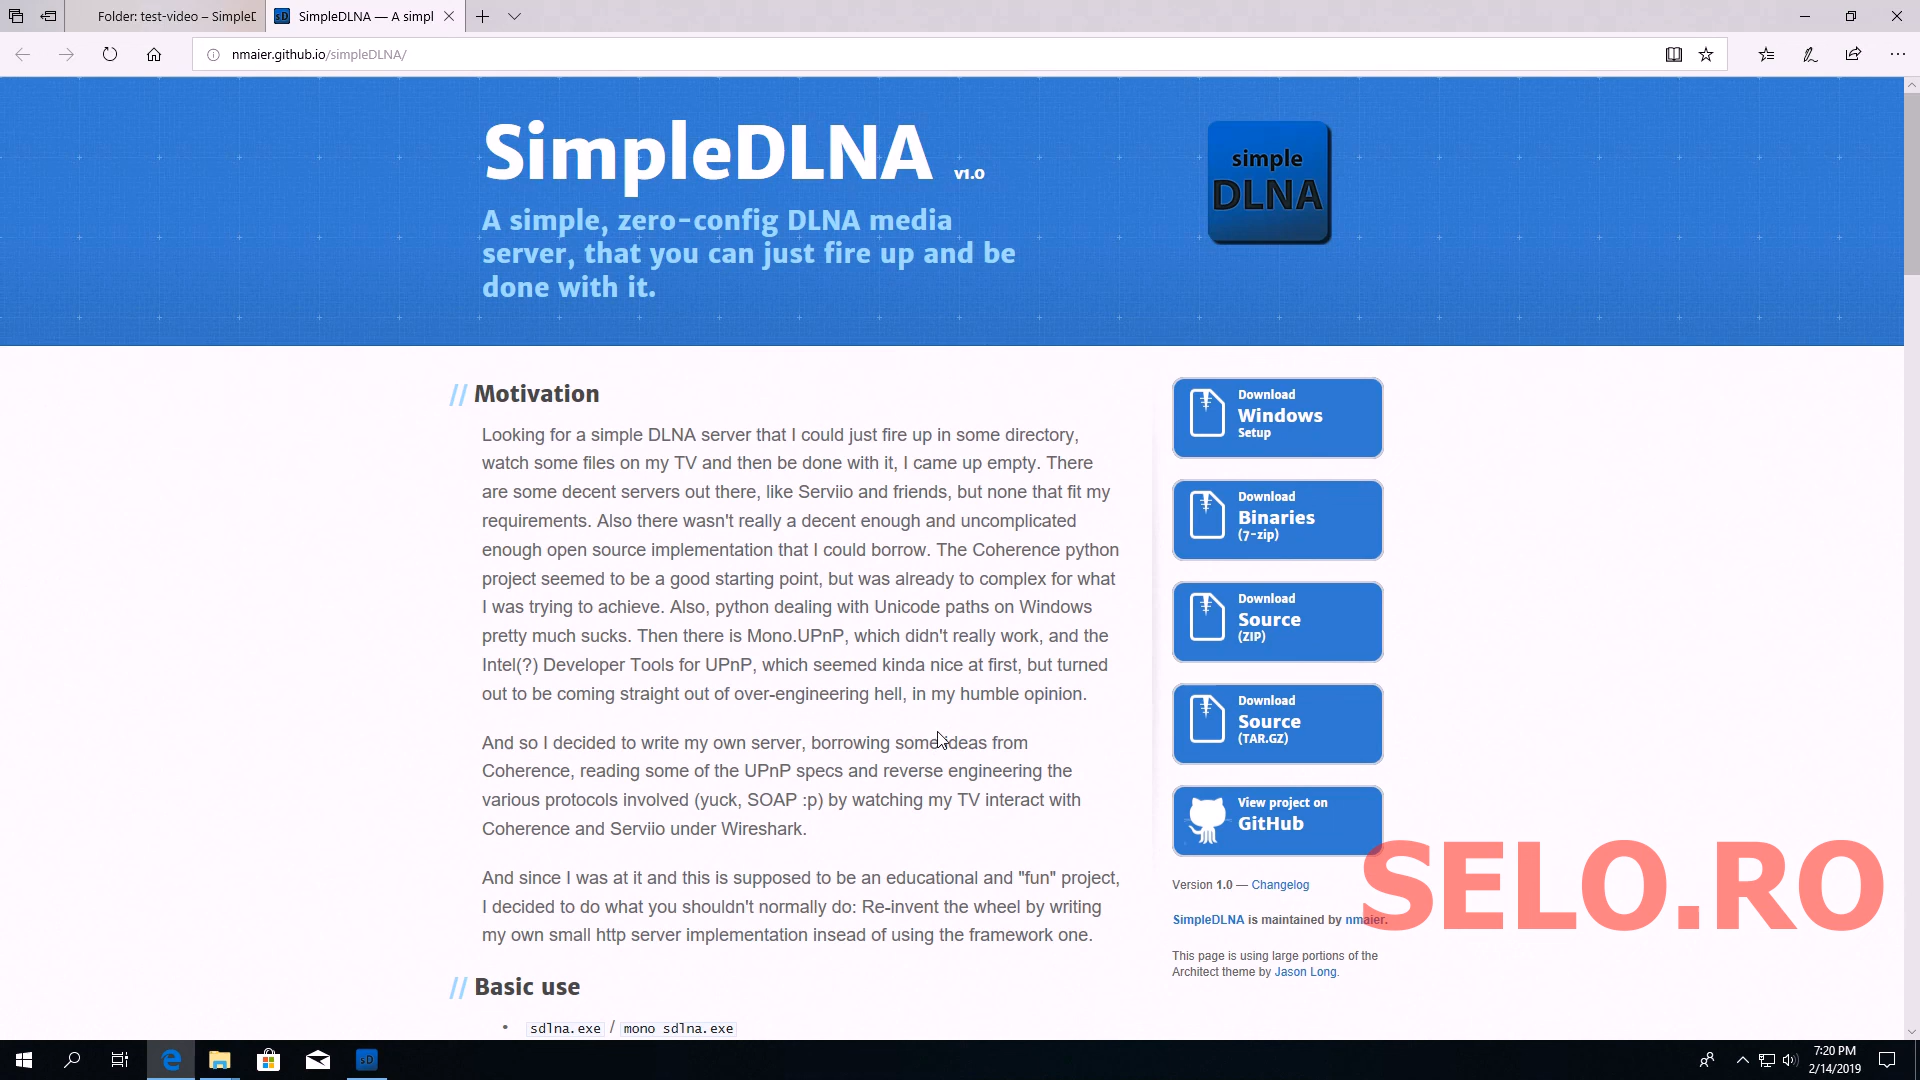 Folder: test-video – SimpleD
SimpleDLNA — A simpl
nmaier.github.io/simpleDLNA/
SimpleDLNA v1.0
A simple, zero-config DLNA media
server, that you can just fire up and be
done with it.
simple
DLNA
// Motivation
Looking for a simple DLNA server that I could just fire up in some directory,
watch some files on my TV and then be done with it, I came up empty. There
are some decent servers out there, like Serviio and friends, but none that fit my
requirements. Also there wasn't really a decent enough and uncomplicated
enough open source implementation that I could borrow. The Coherence python
project seemed to be a good starting point, but was already to complex for what
I was trying to achieve. Also, python dealing with Unicode paths on Windows
pretty much sucks. Then there is Mono.UPnP, which didn't really work, and the
Intel(?) Developer Tools for UPnP, which seemed kinda nice at first, but turned
out to be coming straight out of over-engineering hell, in my humble opinion.
And so I decided to write my own server, borrowing some ideas from
Coherence, reading some of the UPnP specs and reverse engineering the
various protocols involved (yuck, SOAP :p) by watching my TV interact with
Coherence and Serviio under Wireshark.
And since I was at it and this is supposed to be an educational and "fun" project,
I decided to do what you shouldn't normally do: Re-invent the wheel by writing
my own small http server implementation insead of using the framework one.
// Basic use
• sdlna.exe / mono sdlna.exe
Download
Windows
Setup
Download
Binaries
(7-zip)
Download
Source
(ZIP)
Download
Source
(TAR.GZ)
View project on
GitHub
Version 1.0 — Changelog
SimpleDLNA is maintained by nmaier.
This page is using large portions of the
Architect theme by Jason Long.
SELO.RO
sD
7:20 PM
2/14/2019